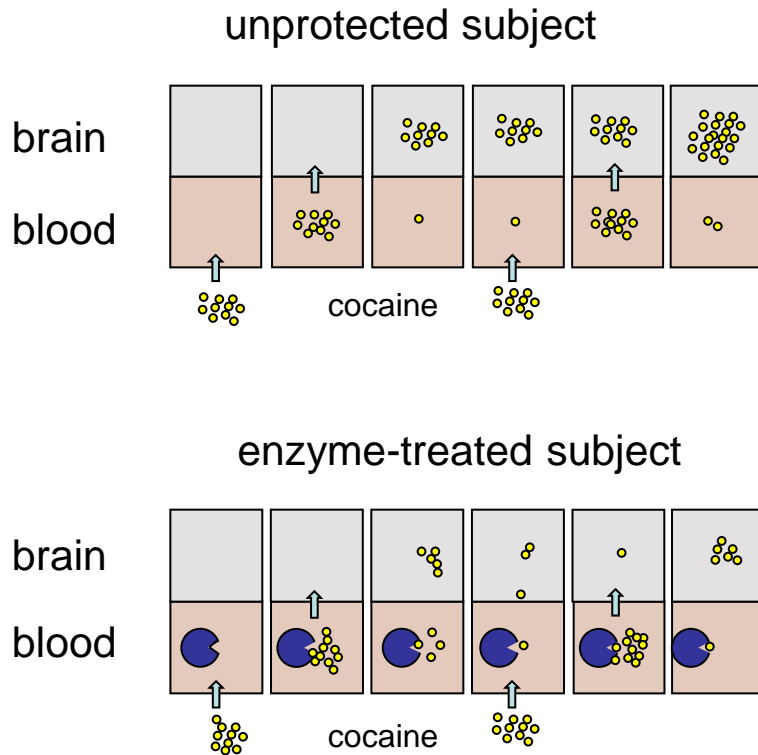 unprotected subject
brain
blood
cocaine
enzyme-treated subject
brain
blood
cocaine